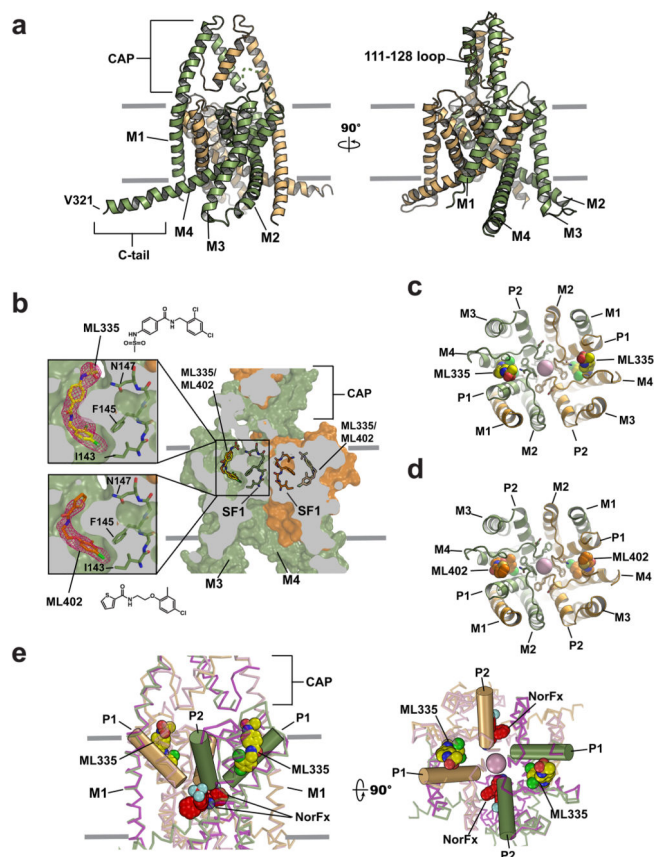 a
CAP
111-128 loop
M1
90°
V321
M4
C-tail
M3
M2
M1
M4
M2
M3
b
ML335
N147
F145
I143
O
N
H
Cl
Cl
HN
O=S=O
ML335/
ML402
CAP
ML335/
ML402
SF1
SF1
M3
M4
N147
F145
I143
ML402
S
O
N
H
O
Cl
c
P2
M2
M1
M3
P1
M4
ML335
ML335
P1
M4
M1
M3
M2
P2
d
P2
M2
M1
M3
P1
M4
ML402
ML402
P1
M4
M1
M3
M2
P2
e
CAP
P1
P2
P1
ML335
ML335
M1
M1
NorFx
90°
P2
NorFx
ML335
P1
P1
NorFx
ML335
P2